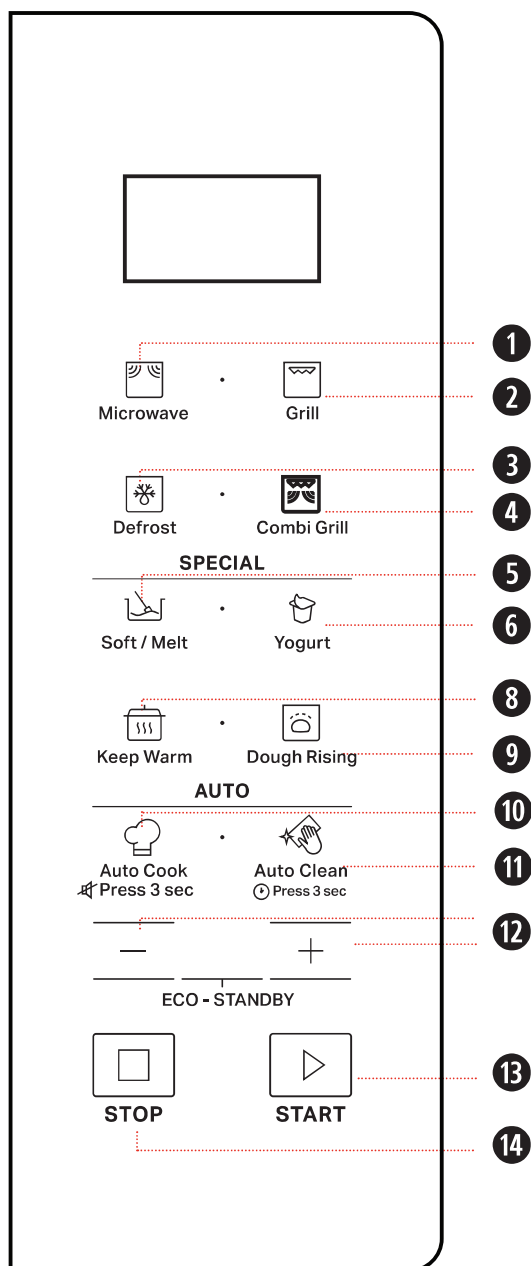 1
Microwave · Grill
2
3
Defrost · Combi Grill
4
SPECIAL
5
6
Soft / Melt · Yogurt
8
Keep Warm · Dough Rising
9
AUTO
10
Auto Cook · Auto Clean
11
Press 3 sec Press 3 sec
12
− +
ECO - STANDBY
13
STOP START
14